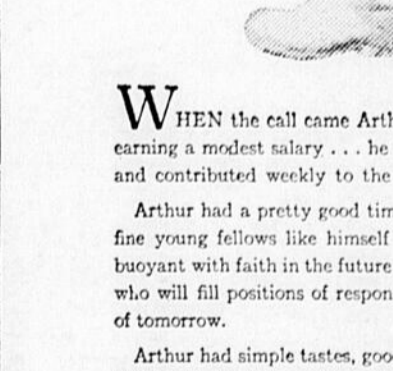 WHEN the call came Arth
earning a modest salary . . . he
and contributed weekly to the
Arthur had a pretty good tim
fine young fellows like himself
buoyant with faith in the future
who will fill positions of respon
of tomorrow.
Arthur had simple tastes, goo